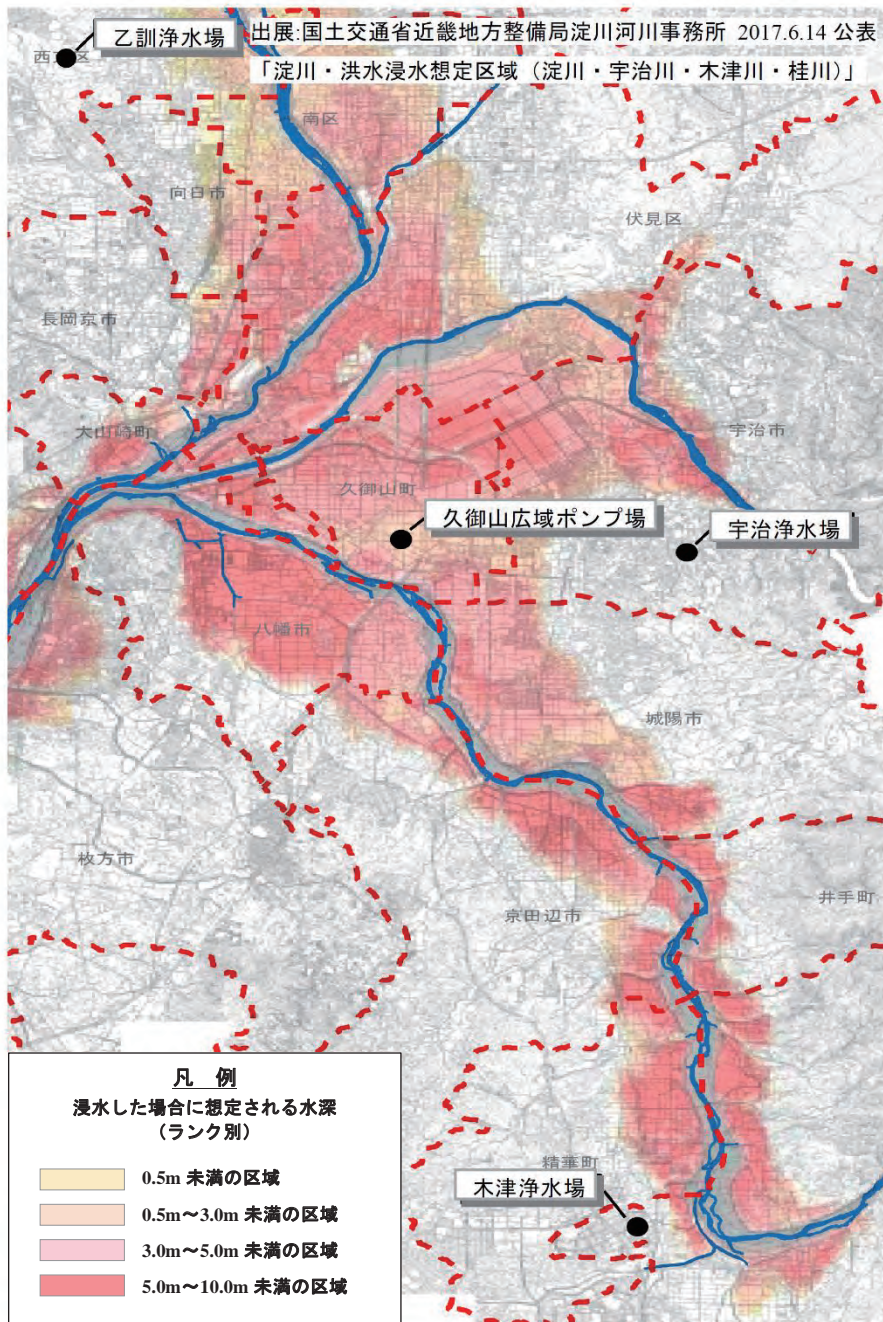 乙訓浄水場
出展:国土交通省近畿地方整備局淀川河川事務所 2017.6.14 公表
「淀川・洪水浸水想定区域（淀川・宇治川・木津川・桂川）」
南区
向日市
伏見区
長岡京市
大山崎町
宇治市
久御山町
久御山広域ポンプ場
宇治浄水場
八幡市
城陽市
枚方市
京田辺市
井手町
精華町
木津浄水場
凡 例
浸水した場合に想定される水深
（ランク別）
0.5m 未満の区域
0.5m～3.0m 未満の区域
3.0m～5.0m 未満の区域
5.0m～10.0m 未満の区域